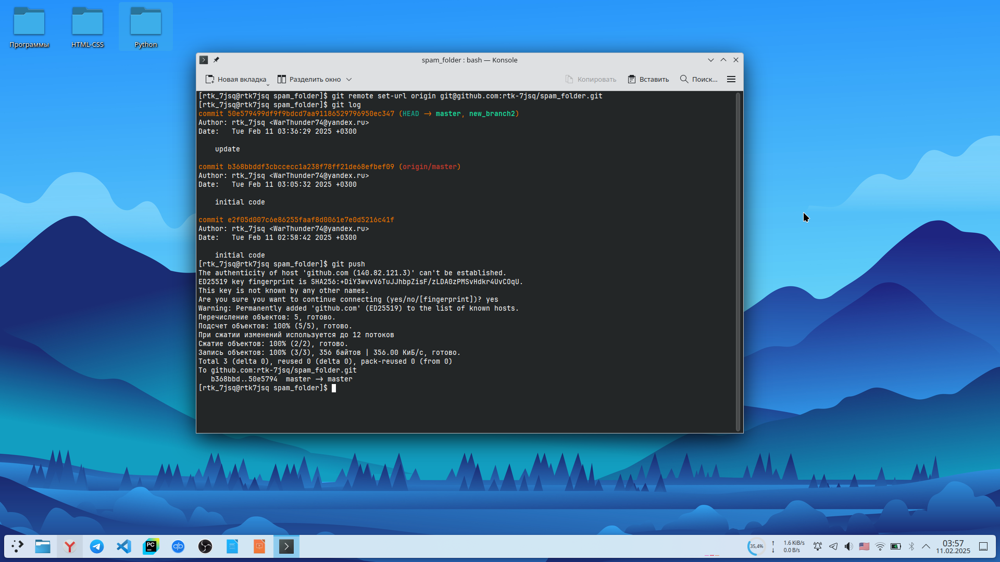 Программы
HTML-CSS
Python
spam_folder : bash — Konsole
Новая вкладка
Разделить окно
Копировать
Вставить
Поиск...
[rtk_7jsq@rtk7jsq spam_folder]$ git remote set-url origin git@github.com:rtk-7jsq/spam_folder.git
[rtk_7jsq@rtk7jsq spam_folder]$ git log
commit 50e579499df9f9bdcd7aa91186529796950ec347 (HEAD -> master, new_branch2)
Author: rtk_7jsq <WarThunder74@yandex.ru>
Date:   Tue Feb 11 03:36:29 2025 +0300
update
commit b368bbddf3cbccecc1a238f78ff21de68efbef09 (origin/master)
Author: rtk_7jsq <WarThunder74@yandex.ru>
Date:   Tue Feb 11 03:05:32 2025 +0300
initial code
commit e2f05d007c6e86255faaf8d0061e7e0d5216c41f
Author: rtk_7jsq <WarThunder74@yandex.ru>
Date:   Tue Feb 11 02:58:42 2025 +0300
initial code
[rtk_7jsq@rtk7jsq spam_folder]$ git push
The authenticity of host 'github.com (140.82.121.3)' can't be established.
ED25519 key fingerprint is SHA256:+DiY3wvvV6TuJJhbpZisF/zLDA0zPMSvHdkr4UvCOqU.
This key is not known by any other names.
Are you sure you want to continue connecting (yes/no/[fingerprint])? yes
Warning: Permanently added 'github.com' (ED25519) to the list of known hosts.
Перечисление объектов: 5, готово.
Подсчет объектов: 100% (5/5), готово.
При сжатии изменений используется до 12 потоков
Сжатие объектов: 100% (2/2), готово.
Запись объектов: 100% (3/3), 356 байтов | 356.00 КиБ/с, готово.
Total 3 (delta 0), reused 0 (delta 0), pack-reused 0 (from 0)
To github.com:rtk-7jsq/spam_folder.git
b368bbd..50e5794  master -> master
[rtk_7jsq@rtk7jsq spam_folder]$
PC
qb
35,4%
1.6 KiB/s
0.0 B/s
03:57
11.02.2025